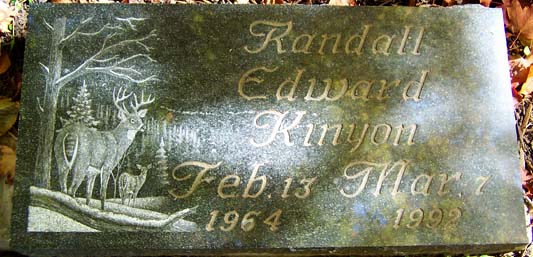 Randall
Edward
Kinyon
Feb. 13 Mar. 7
1964 1992